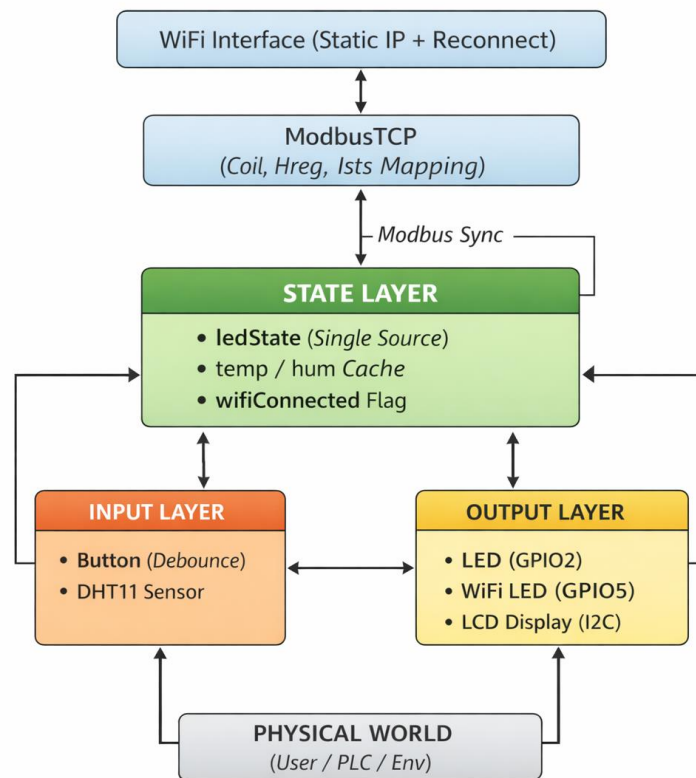 WiFi Interface (Static IP + Reconnect)
ModbusTCP
(Coil, Hreg, Ists Mapping)
Modbus Sync
STATE LAYER
• ledState (Single Source)
• temp / hum Cache
• wifiConnected Flag
INPUT LAYER
• Button (Debounce)
• DHT11 Sensor
OUTPUT LAYER
• LED (GPIO2)
• WiFi LED (GPIO5)
• LCD Display (I2C)
PHYSICAL WORLD
(User / PLC / Env)